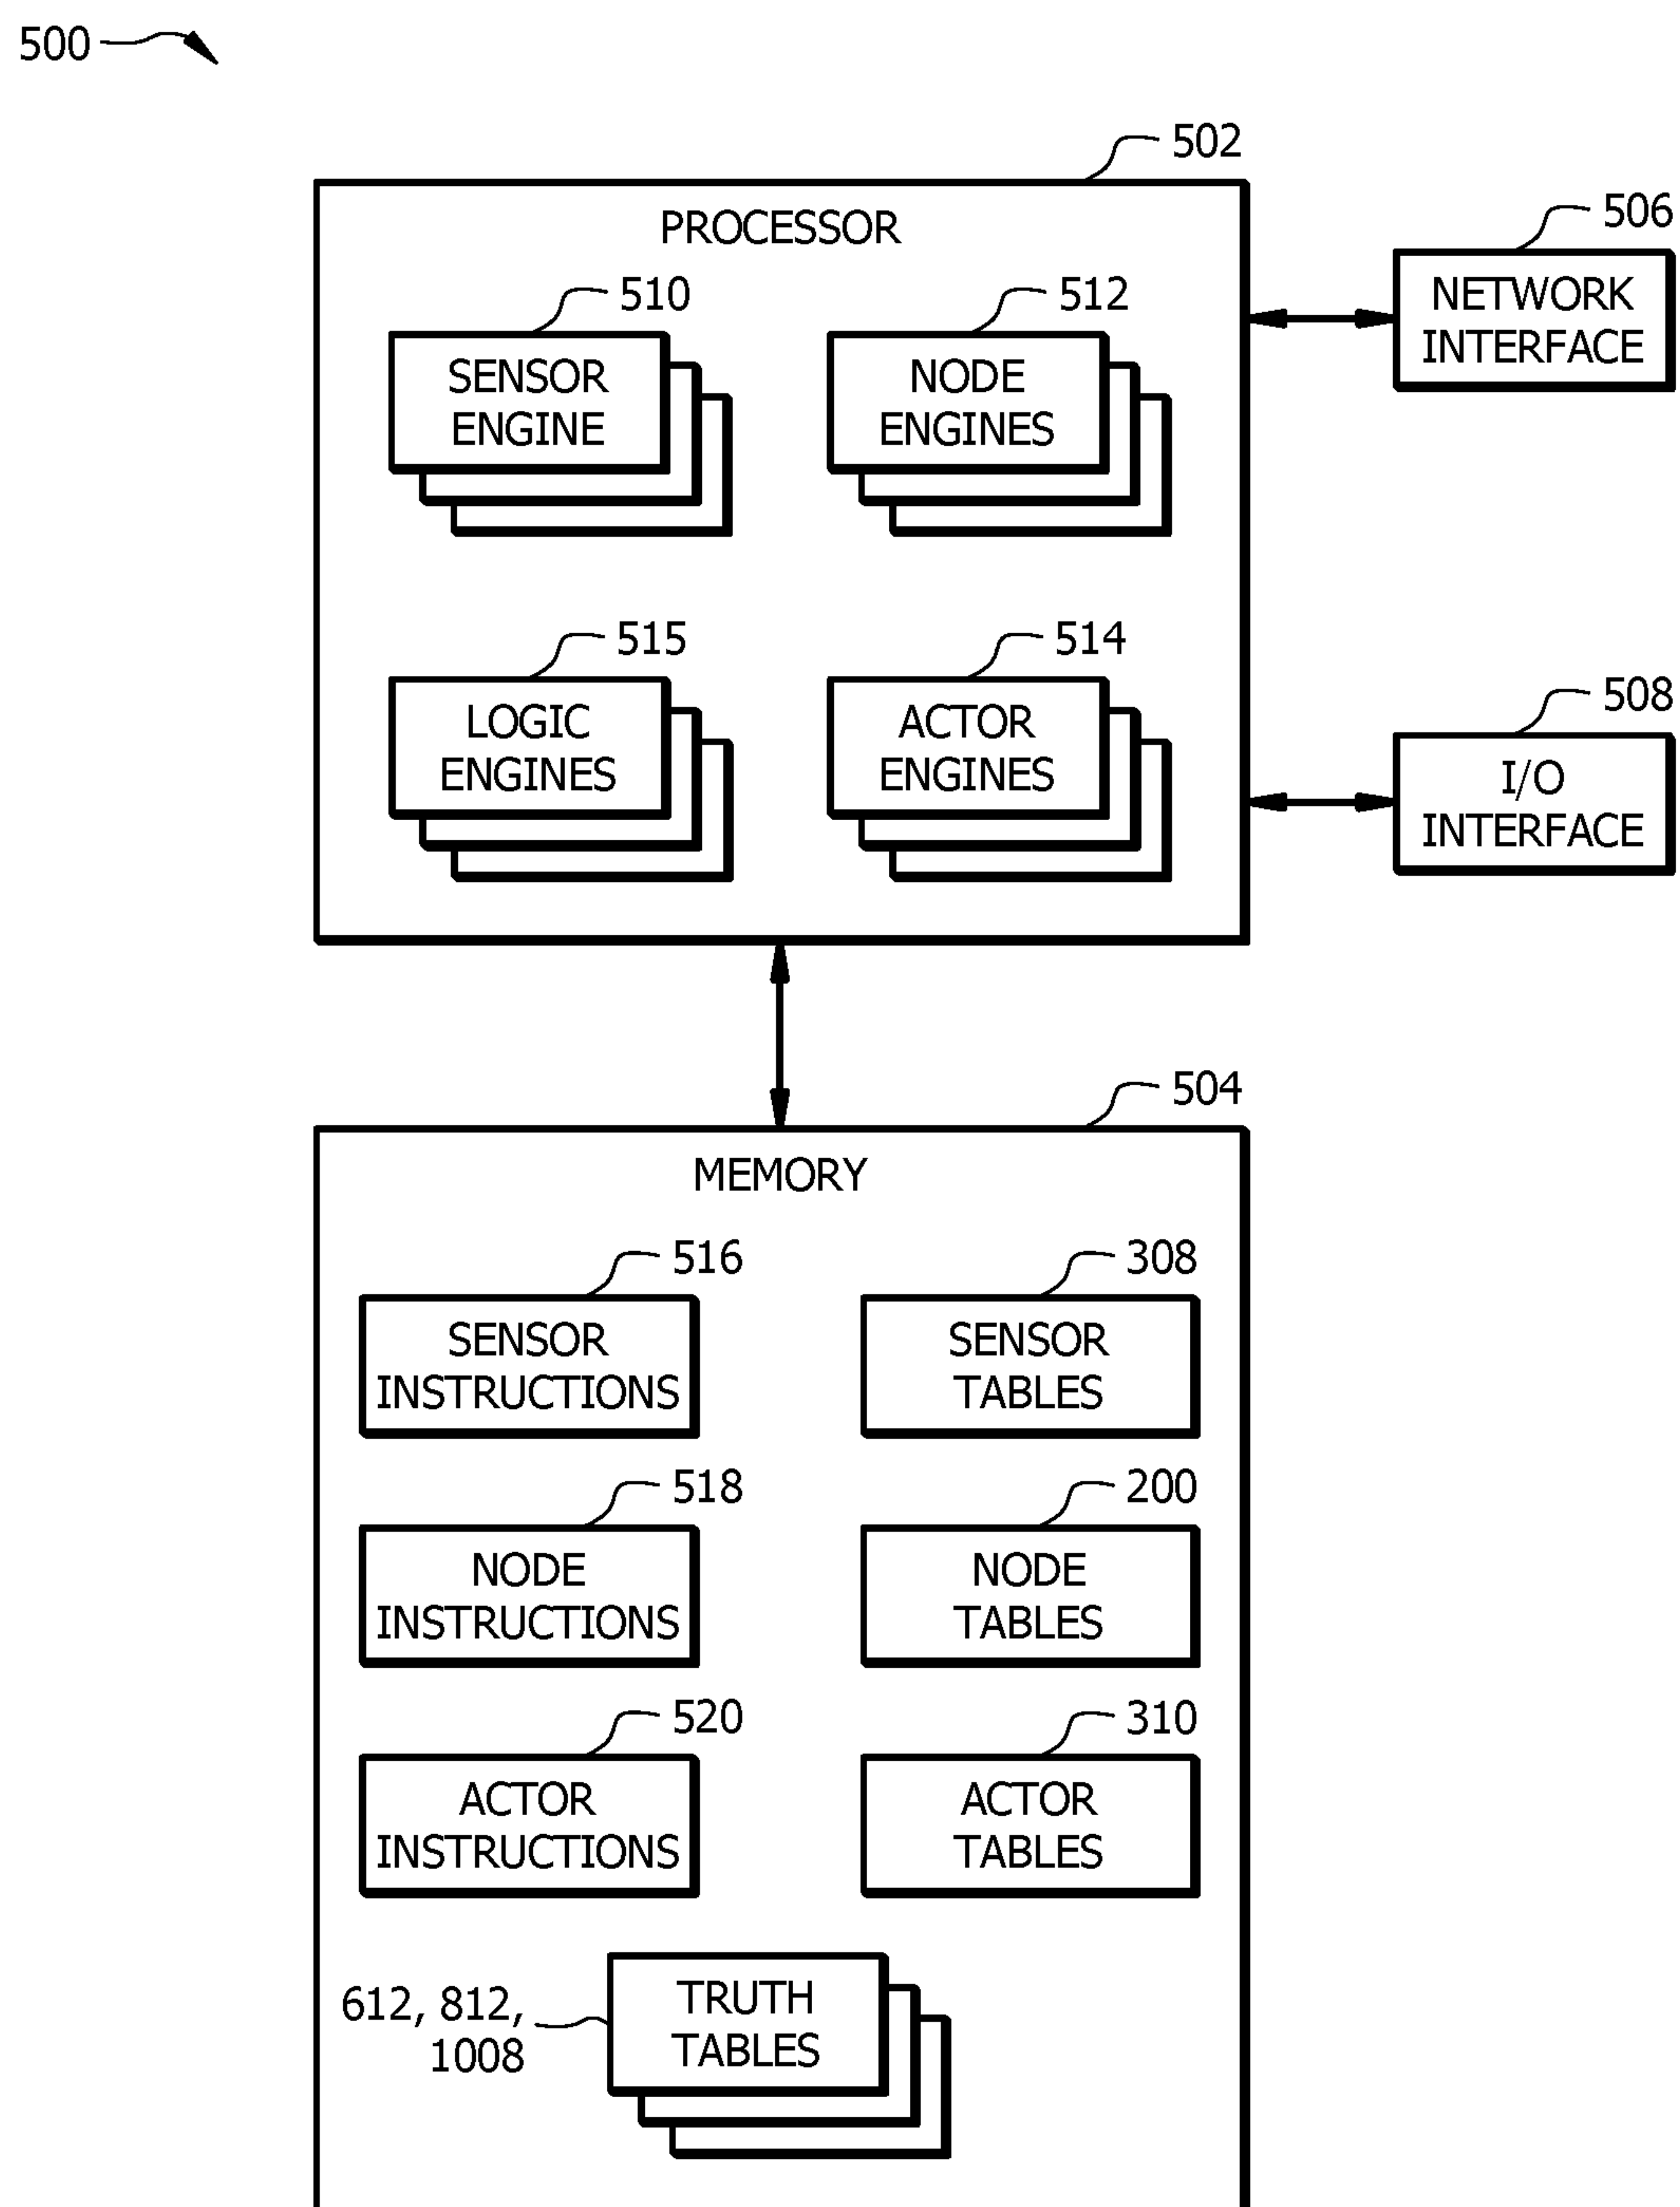 500
502
PROCESSOR
506
NETWORK
INTERFACE
510
512
SENSOR
ENGINE
NODE
ENGINES
515
514
LOGIC
ENGINES
ACTOR
ENGINES
508
I/O
INTERFACE
504
MEMORY
516
308
SENSOR
INSTRUCTIONS
SENSOR
TABLES
518
200
NODE
INSTRUCTIONS
NODE
TABLES
520
310
ACTOR
INSTRUCTIONS
ACTOR
TABLES
612, 812,
1008
TRUTH
TABLES